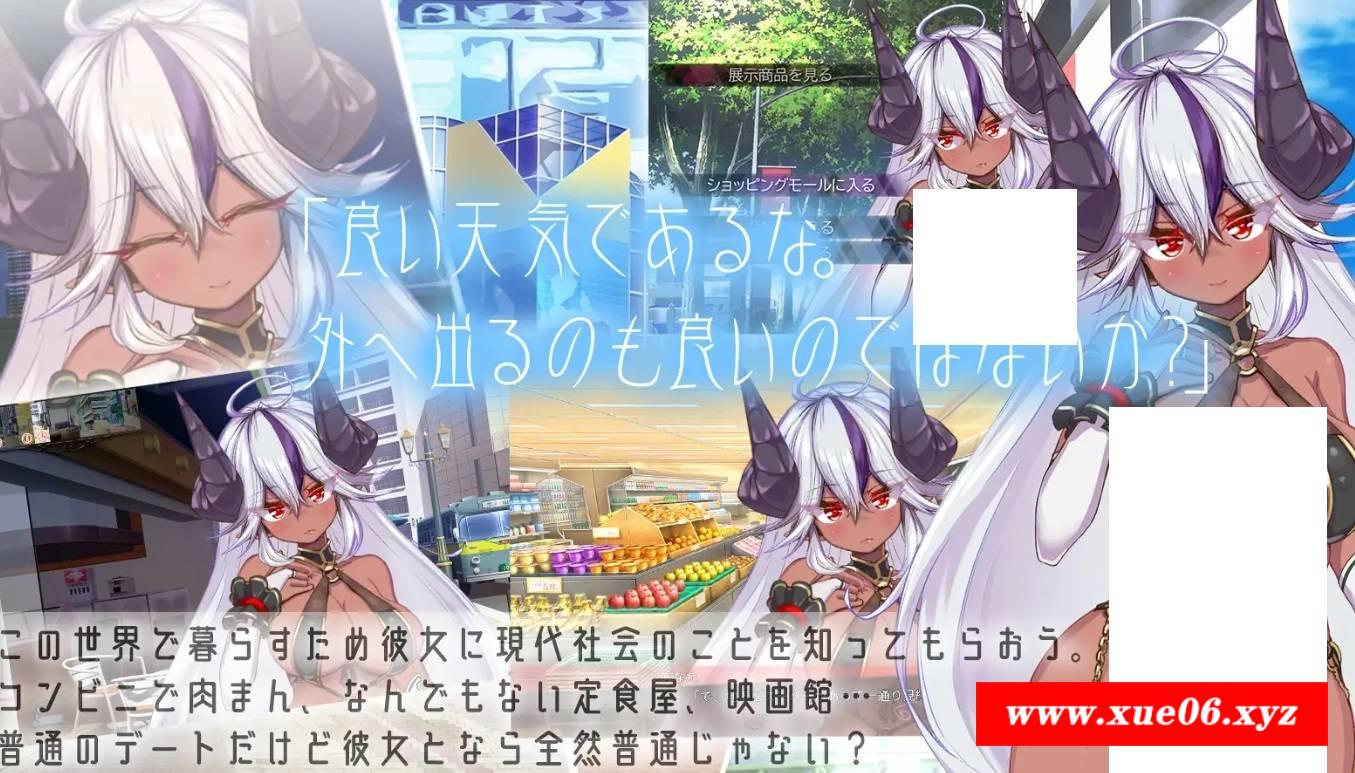 展示商品を見る
ショッピングモールに入る
る
「良い天気であるな。
外へ出るのも良いのではないか?」
この世界で暮らすため彼女に現代社会のことを知ってもらおう。
コンビニで肉まん、なんでもない定食屋、映画館・・・
普通のデートだけど彼女となら全然普通じゃない？
www.xue06.xyz